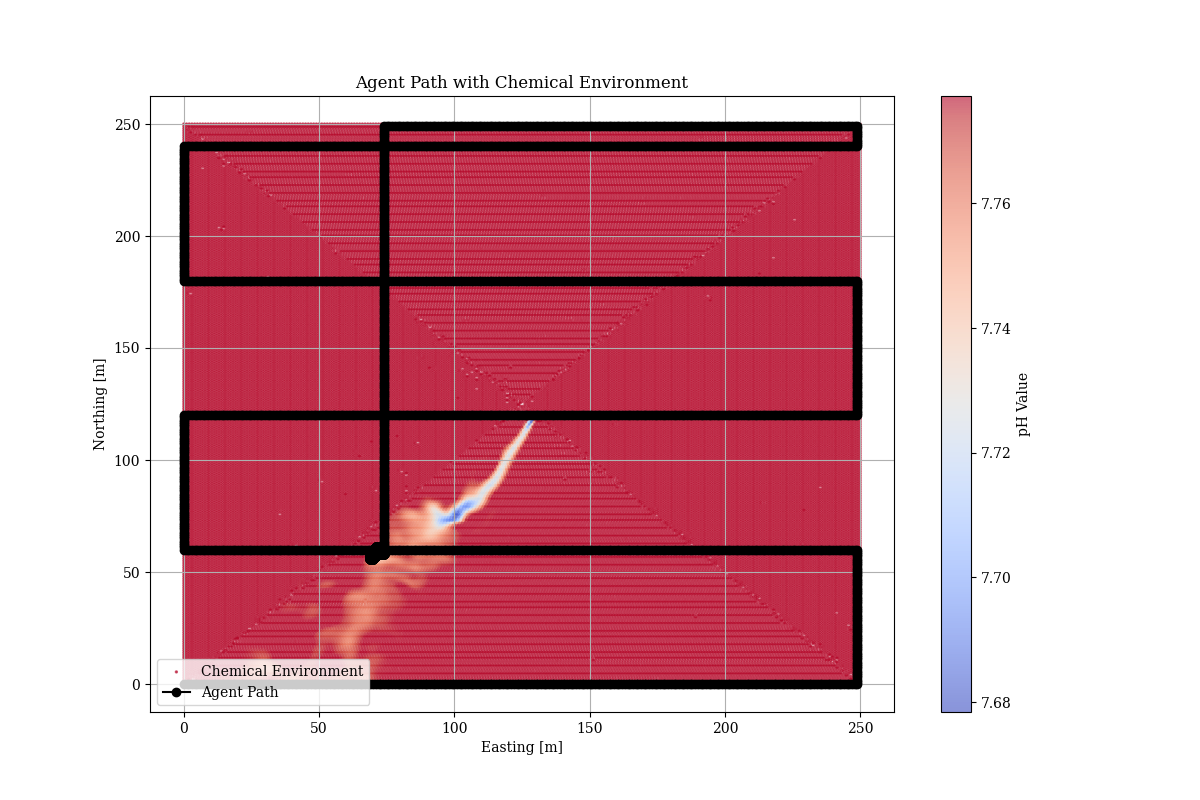 Agent Path with Chemical Environment
250
200
150
100
50
0
Northing [m]
0
50
100
150
200
250
Easting [m]
Chemical Environment
Agent Path
7.76
7.74
7.72
7.70
7.68
pH Value